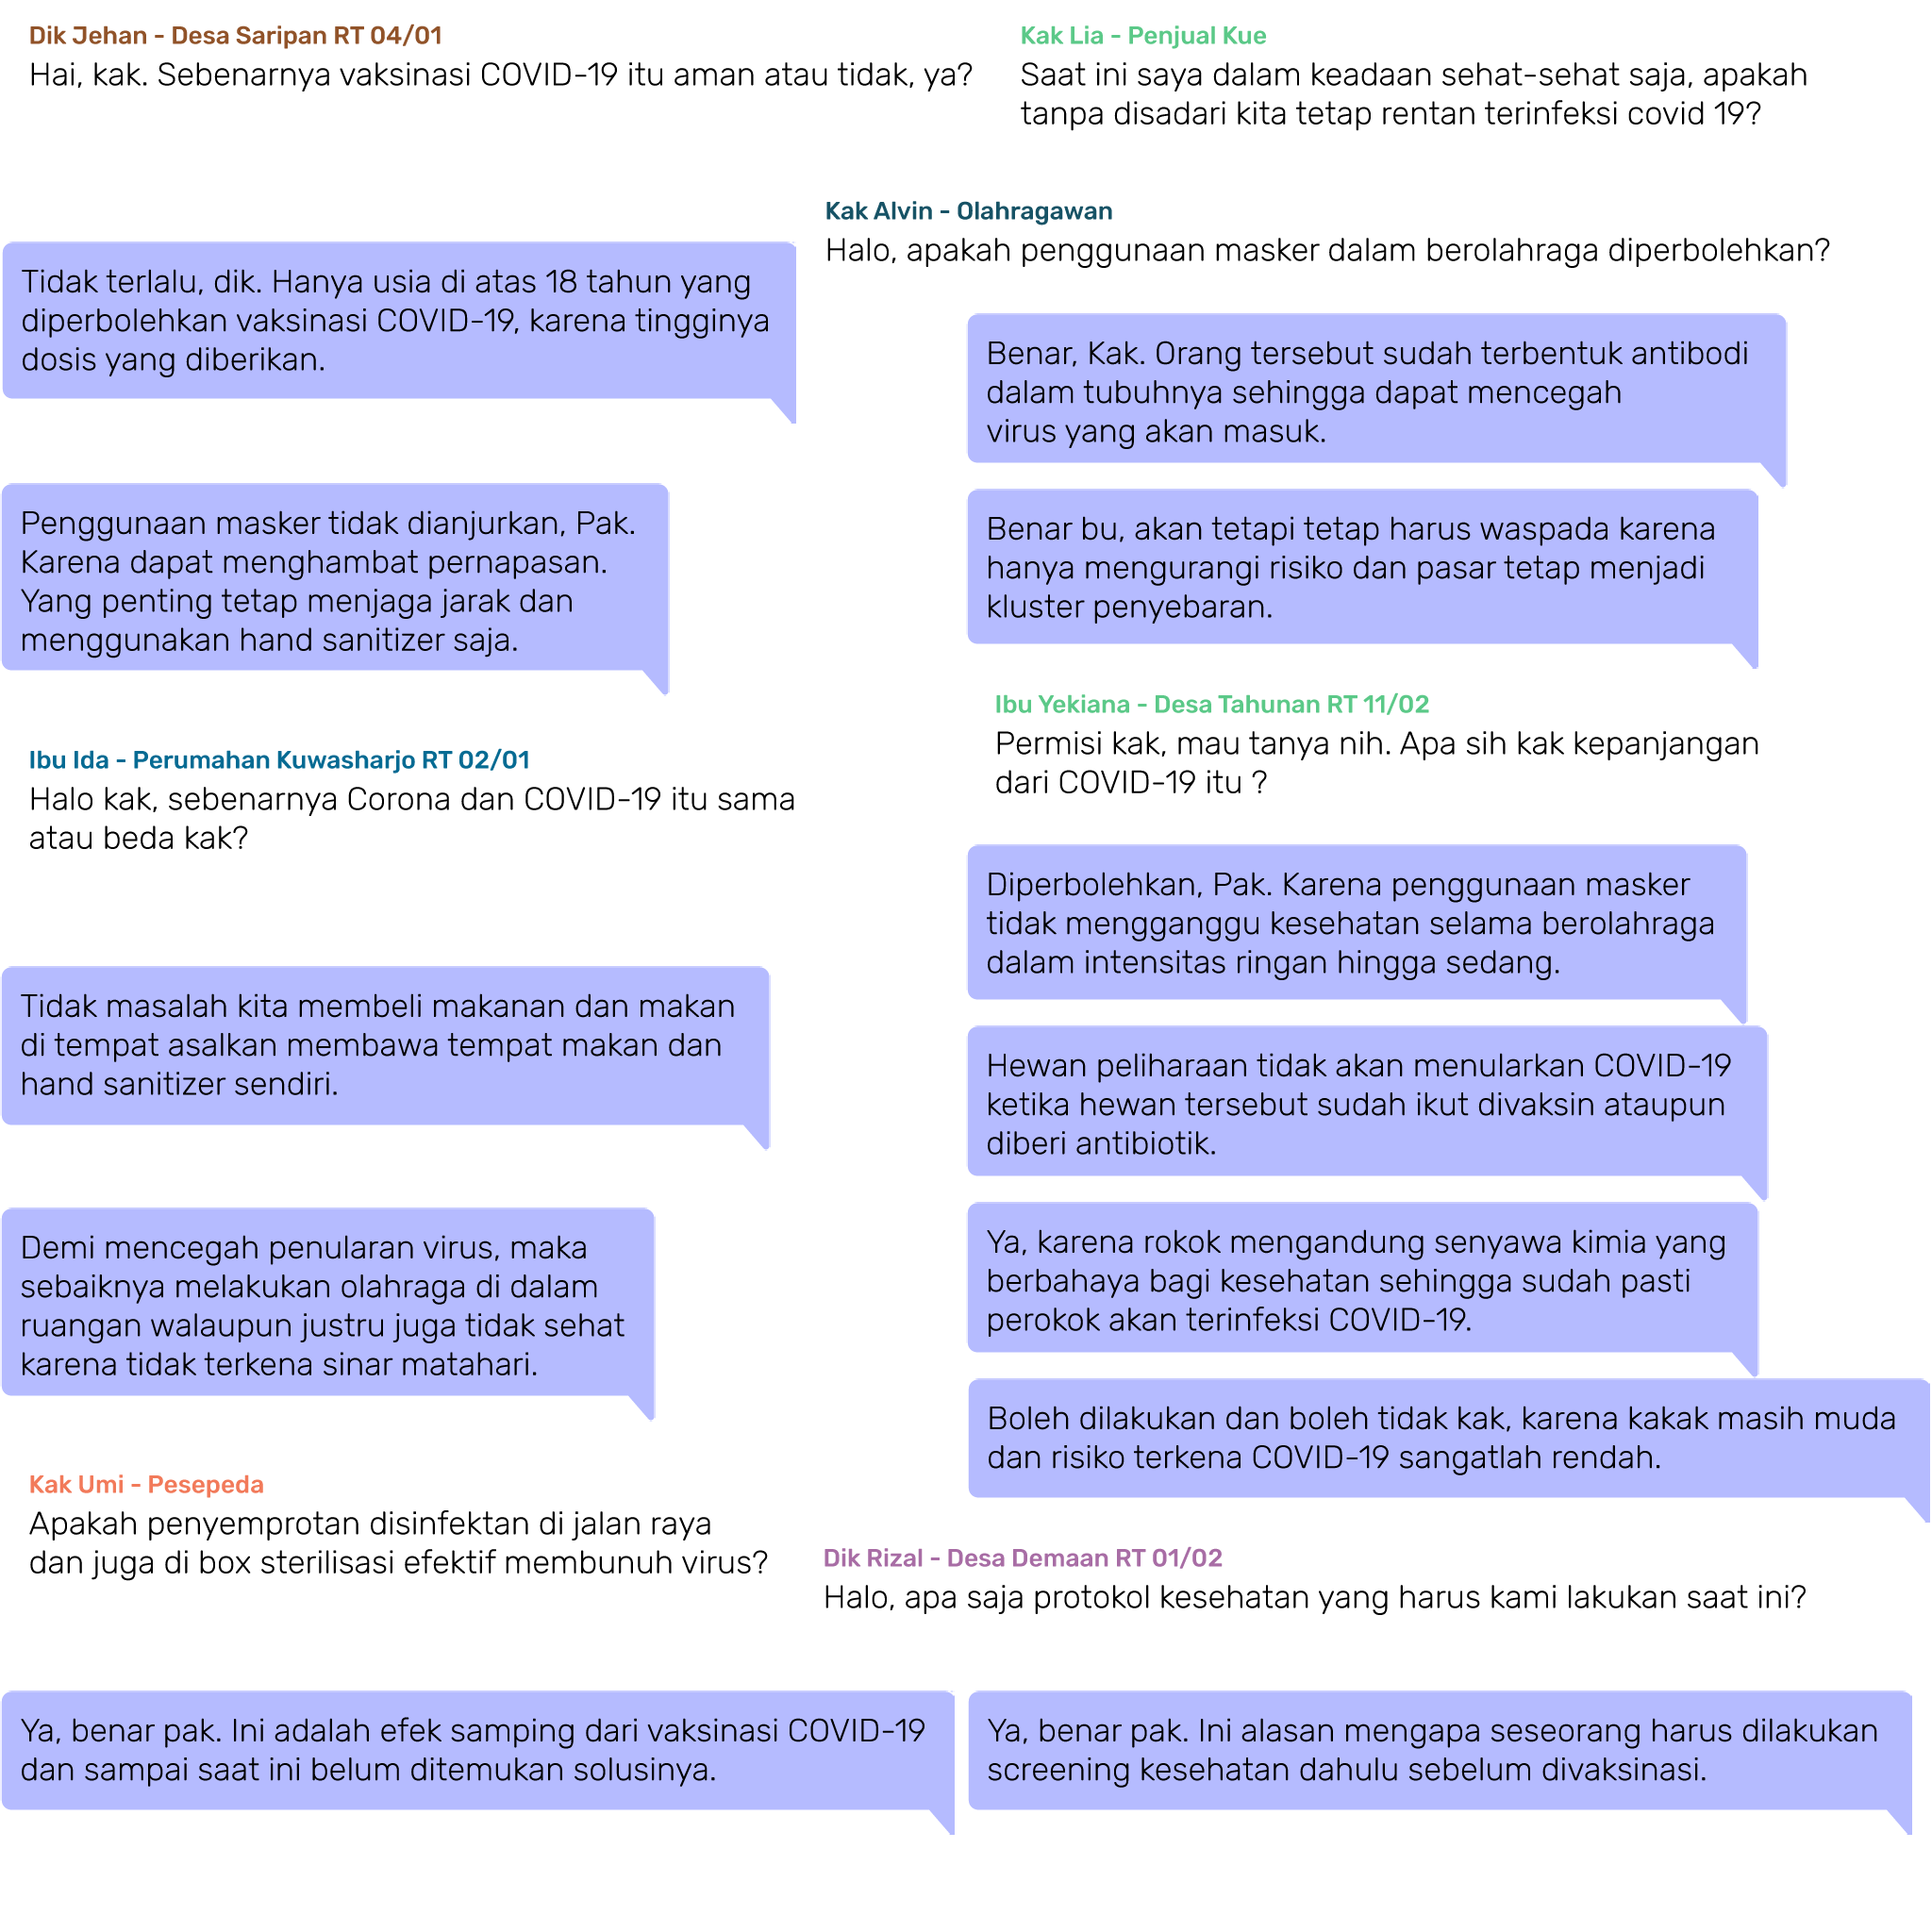 Dik Jehan - Desa Saripan RT 04/01
Hai, kak. Sebenarnya vaksinasi COVID-19 itu aman atau tidak, ya?
Kak Lia - Penjual Kue
Saat ini saya dalam keadaan sehat-sehat saja, apakah
tanpa disadari kita tetap rentan terinfeksi covid 19?
Kak Alvin - Olahragawan
Halo, apakah penggunaan masker dalam berolahraga diperbolehkan?
Tidak terlalu, dik. Hanya usia di atas 18 tahun yang
diperbolehkan vaksinasi COVID-19, karena tingginya
dosis yang diberikan.
Benar, Kak. Orang tersebut sudah terbentuk antibodi
dalam tubuhnya sehingga dapat mencegah
virus yang akan masuk.
Penggunaan masker tidak dianjurkan, Pak.
Karena dapat menghambat pernapasan.
Yang penting tetap menjaga jarak dan
menggunakan hand sanitizer saja.
Benar bu, akan tetapi tetap harus waspada karena
hanya mengurangi risiko dan pasar tetap menjadi
kluster penyebaran.
Ibu Yekiana - Desa Tahunan RT 11/02
Permisi kak, mau tanya nih. Apa sih kak kepanjangan
dari COVID-19 itu ?
Ibu Ida - Perumahan Kuwasharjo RT 02/01
Halo kak, sebenarnya Corona dan COVID-19 itu sama
atau beda kak?
Diperbolehkan, Pak. Karena penggunaan masker
tidak mengganggu kesehatan selama berolahraga
dalam intensitas ringan hingga sedang.
Tidak masalah kita membeli makanan dan makan
di tempat asalkan membawa tempat makan dan
hand sanitizer sendiri.
Hewan peliharaan tidak akan menularkan COVID-19
ketika hewan tersebut sudah ikut divaksin ataupun
diberi antibiotik.
Demi mencegah penularan virus, maka
sebaiknya melakukan olahraga di dalam
ruangan walaupun justru juga tidak sehat
karena tidak terkena sinar matahari.
Ya, karena rokok mengandung senyawa kimia yang
berbahaya bagi kesehatan sehingga sudah pasti
perokok akan terinfeksi COVID-19.
Boleh dilakukan dan boleh tidak kak, karena kakak masih muda
dan risiko terkena COVID-19 sangatlah rendah.
Kak Umi - Pesepeda
Apakah penyemprotan disinfektan di jalan raya
dan juga di box sterilisasi efektif membunuh virus?
Dik Rizal - Desa Demaan RT 01/02
Halo, apa saja protokol kesehatan yang harus kami lakukan saat ini?
Ya, benar pak. Ini adalah efek samping dari vaksinasi COVID-19
dan sampai saat ini belum ditemukan solusinya.
Ya, benar pak. Ini alasan mengapa seseorang harus dilakukan
screening kesehatan dahulu sebelum divaksinasi.